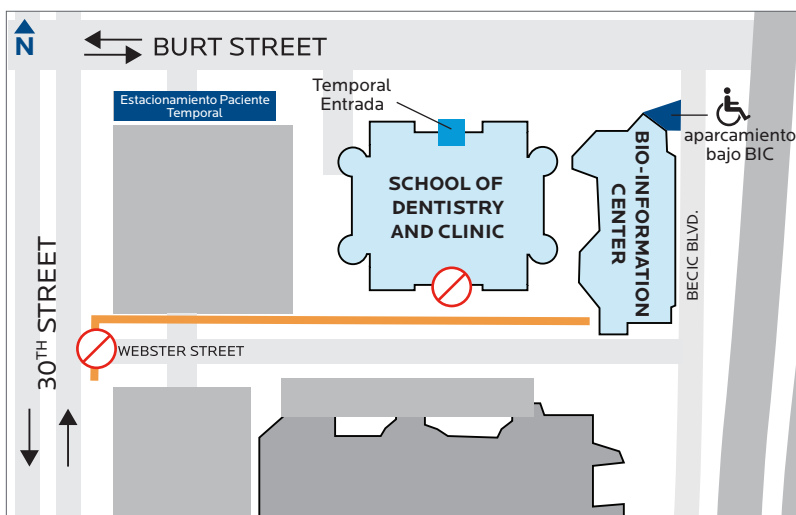 N
BURT STREET
Estacionamiento Paciente
Temporal
Temporal
Entrada
aparcamiento
bajo BIC
SCHOOL OF
DENTISTRY
AND CLINIC
BIO-INFORMATION
CENTER
BECIC BLVD.
30TH STREET
WEBSTER STREET